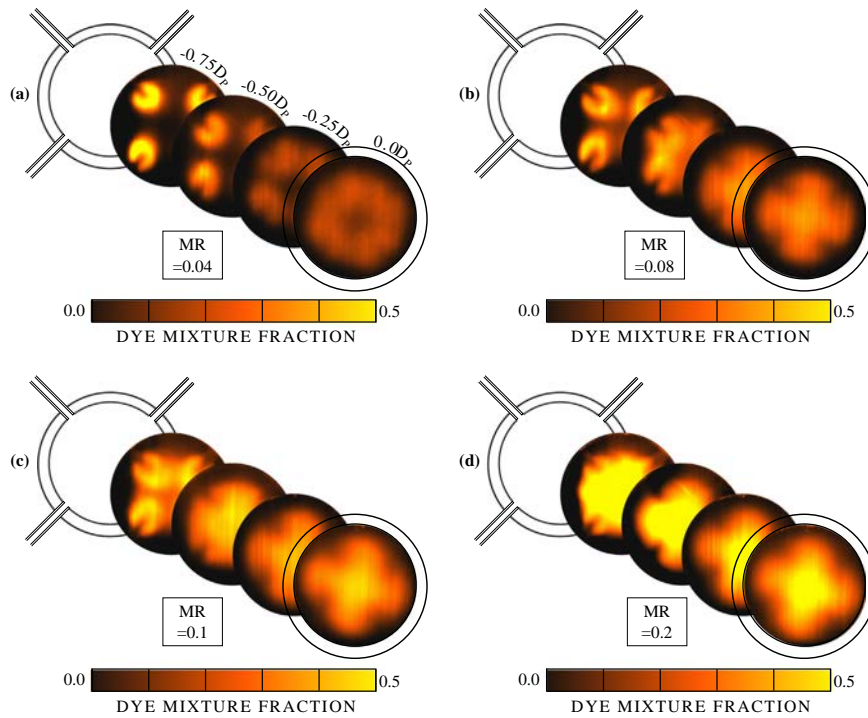 (a)
-0.75D_P
-0.50D_P
-0.25D_P
0.0D_P
MR
=0.04
0.0
0.5
DYE MIXTURE FRACTION
(b)
MR
=0.08
0.0
0.5
DYE MIXTURE FRACTION
(c)
MR
=0.1
0.0
0.5
DYE MIXTURE FRACTION
(d)
MR
=0.2
0.0
0.5
DYE MIXTURE FRACTION